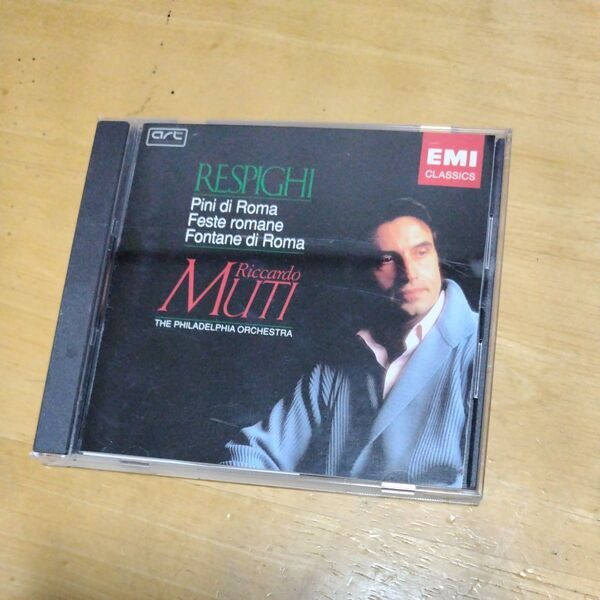 art
EMI
CLASSICS
RESPIGHI
Pini di Roma
Feste romane
Fontane di Roma
Riccardo
MUTI
THE PHILADELPHIA ORCHESTRA